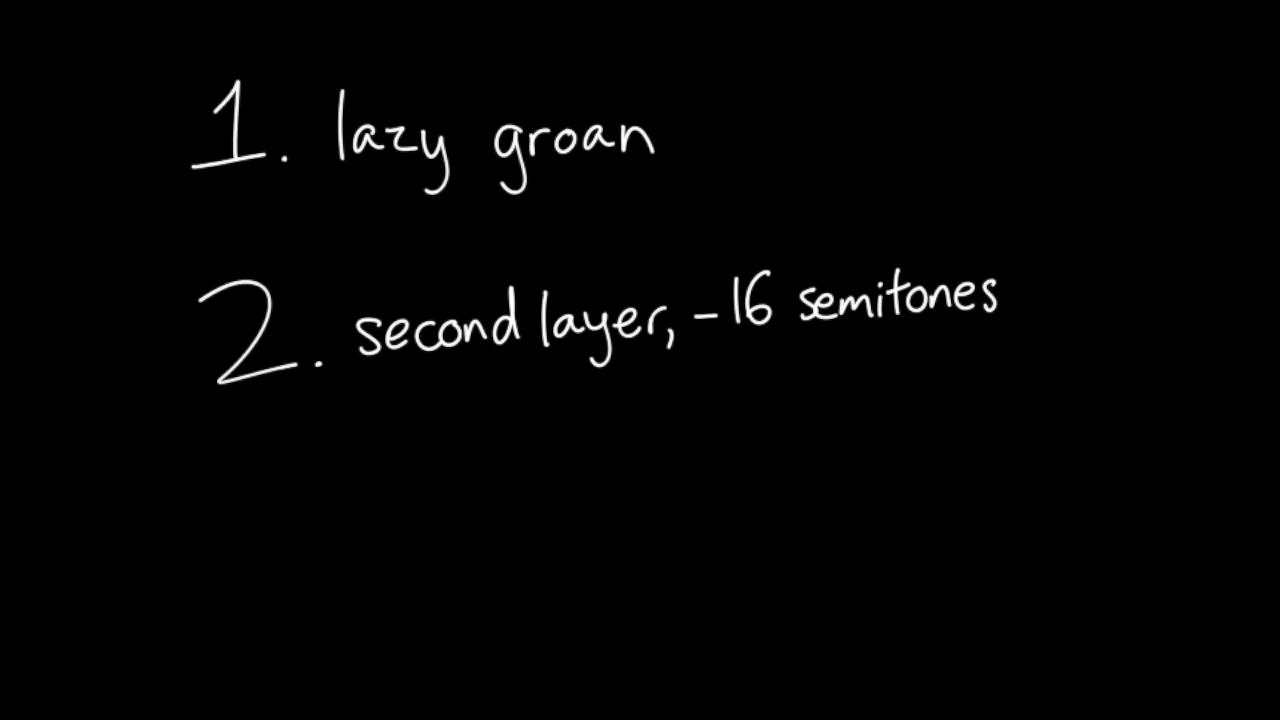 1. lazy groan
2. second layer, -16 semitones